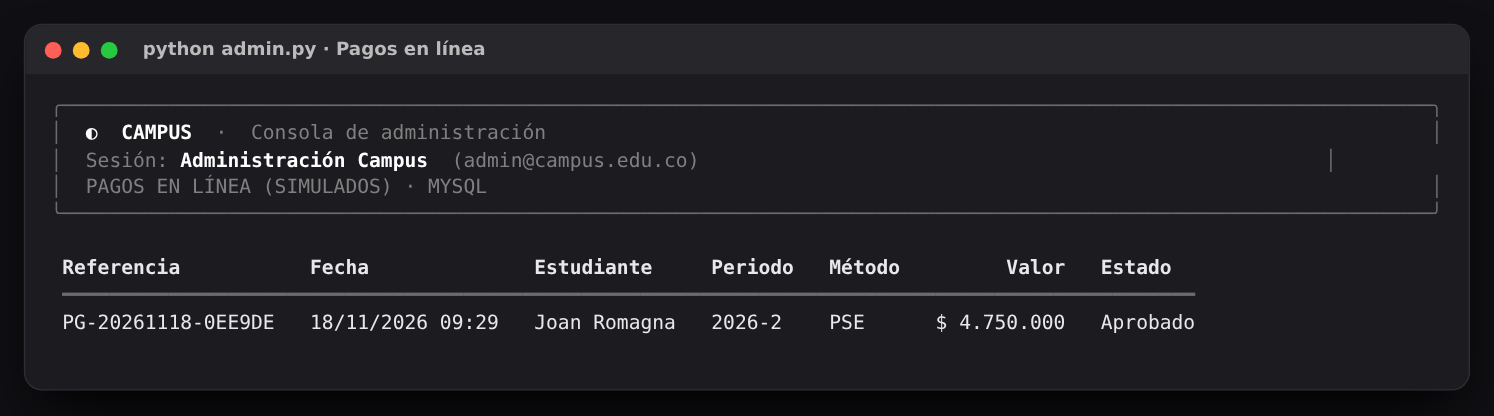 python admin.py · Pagos en línea
◐ CAMPUS · Consola de administración
Sesión: Administración Campus (admin@campus.edu.co)
PAGOS EN LÍNEA (SIMULADOS) · MYSQL
Referencia Fecha Estudiante Periodo Método Valor Estado
PG-20261118-0EE9DE 18/11/2026 09:29 Joan Romagna 2026-2 PSE $ 4.750.000 Aprobado